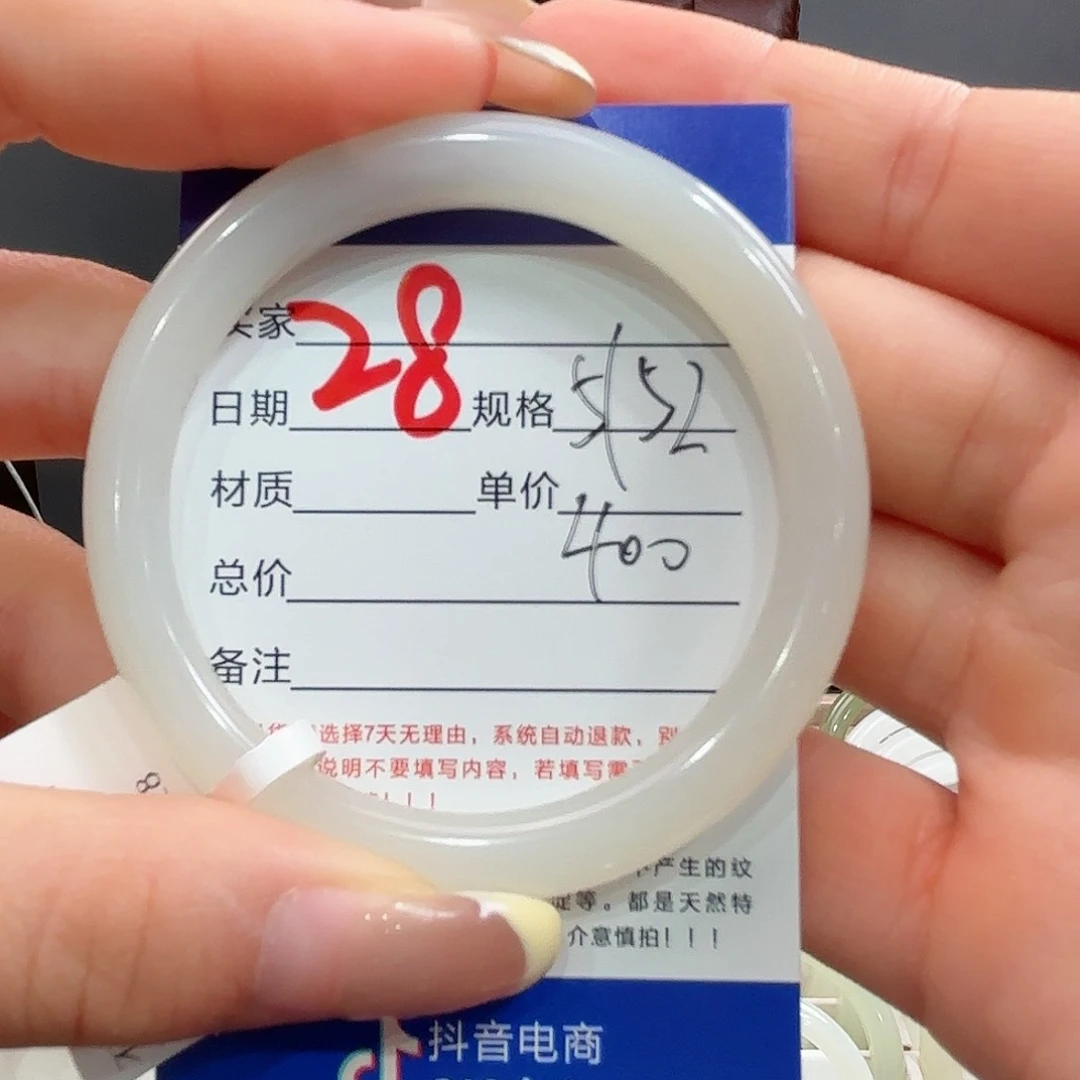 家 28
日期 规格 5152
材质 单价
400
总价
备注
选择7天无理由，系统自动退款，别
说明不要填写内容，若填写需
！！！
产生的纹
等。都是天然特
介意慎拍！！！
抖音电商
8